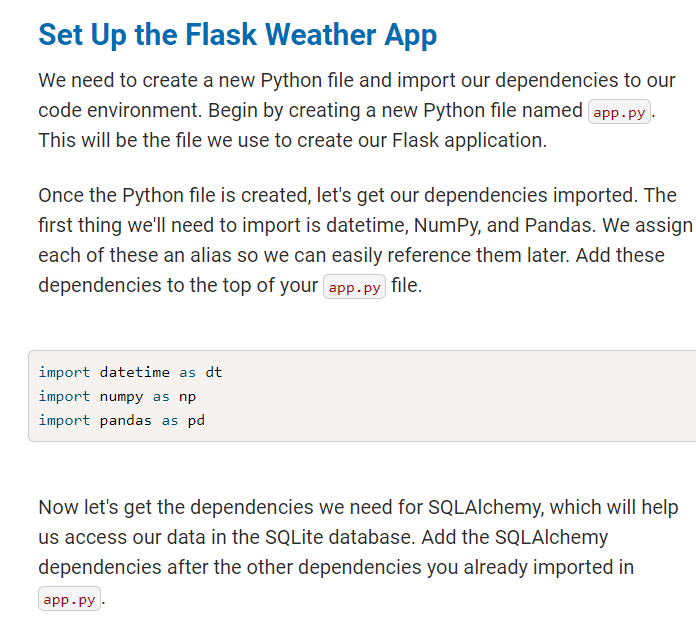 Set Up the Flask Weather App
We need to create a new Python file and import our dependencies to our
code environment. Begin by creating a new Python file named app.py.
This will be the file we use to create our Flask application.
Once the Python file is created, let's get our dependencies imported. The
first thing we'll need to import is datetime, NumPy, and Pandas. We assign
each of these an alias so we can easily reference them later. Add these
dependencies to the top of your app.py file.
import datetime as dt
import numpy as np
import pandas as pd
Now let's get the dependencies we need for SQLAlchemy, which will help
us access our data in the SQLite database. Add the SQLAlchemy
dependencies after the other dependencies you already imported in
app.py.